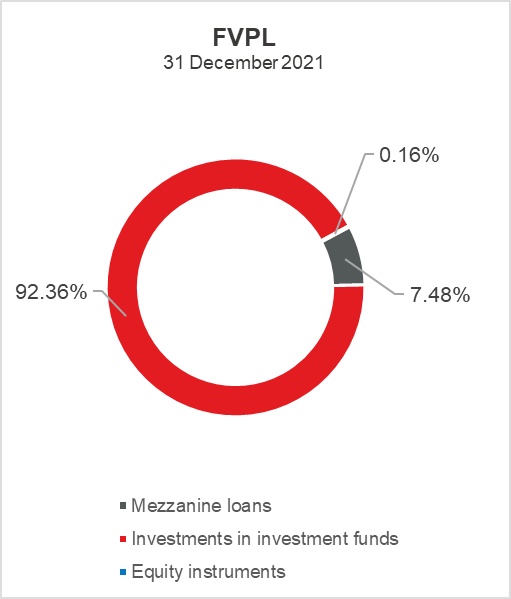 FVPL
31 December 2021
0.16%
92.36%
7.48%
Mezzanine loans
Investments in investment funds
Equity instruments